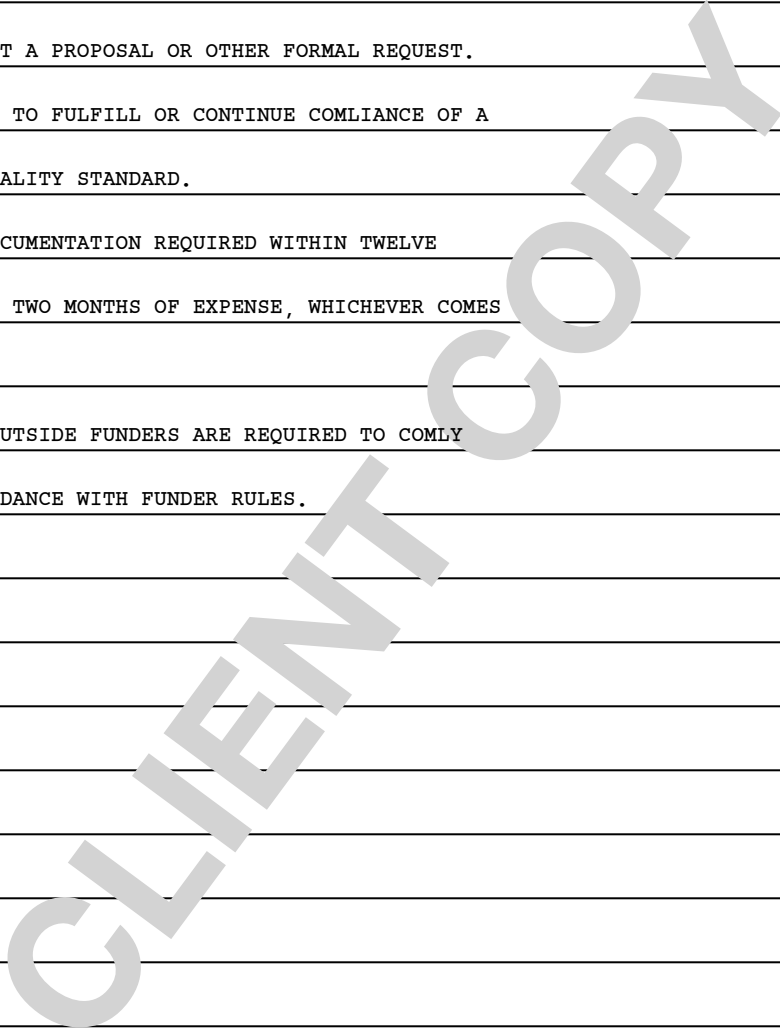 T A PROPOSAL OR OTHER FORMAL REQUEST.
TO FULFILL OR CONTINUE COMLIANCE OF A
ALITY STANDARD.
CUMENTATION REQUIRED WITHIN TWELVE
TWO MONTHS OF EXPENSE, WHICHEVER COMES
UTSIDE FUNDERS ARE REQUIRED TO COMLY
DANCE WITH FUNDER RULES.
CLIENT COPY